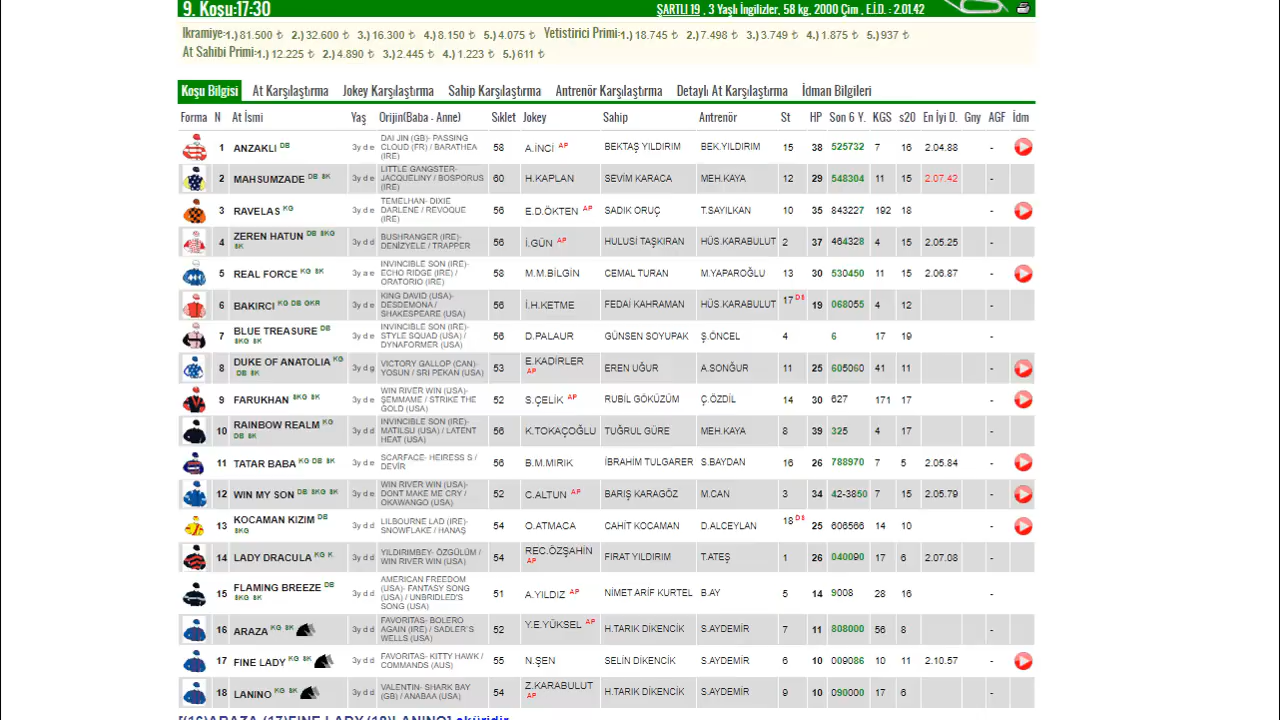 9. Koşu:17-30 ŞARTLI 19 , 3 Yaşlı İngilizler, 58 kg, 2000 Çim , E.İ.D. : 2.01.42
İkramiye:1.) 81.500 ₺ 2.) 32.600 ₺ 3.) 16.300 ₺ 4.) 8.150 ₺ 5.) 4.075 ₺ Yetistirici Primi:1.) 18.745 ₺ 2.) 7.498 ₺ 3.) 3.749 ₺ 4.) 1.875 ₺ 5.) 937 ₺
At Sahibi Primi:1.) 12.225 ₺ 2.) 4.890 ₺ 3.) 2.445 ₺ 4.) 1.223 ₺ 5.) 611 ₺
Koşu Bilgisi At Karşılaştırma Jokey Karşılaştırma Sahip Karşılaştırma Antrenör Karşılaştırma Detaylı At Karşılaştırma İdman Bilgileri
Forma N At İsmi Yaş Orijin(Baba - Anne) Sıklet Jokey Sahip Antrenör St HP Son 6 Y. KGS s20 En İyi D. Gny AGF İdm
1 ANZAKLI DB 3y d e DAI JIN (GB)- PASSING CLOUD (FR) / BARATHEA (IRE) 58 A.İNCİ AP BEKTAŞ YILDIRIM BEK.YILDIRIM 15 38 525732 7 16 2.04.88 -
2 MAHSUMZADE DB SK 3y d e LITTLE GANGSTER- JACQUELINY / BOSPORUS (IRE) 60 H.KAPLAN SEVİM KARACA MEH.KAYA 12 29 548304 11 15 2.07.42 -
3 RAVELAS KG 3y d e TEMELHAN- DIXIE DARLENE / REVOQUE (IRE) 56 E.D.ÖKTEN AP SADIK ORUÇ T.SAYILKAN 10 35 843227 192 18 -
4 ZEREN HATUN DB SKG SK 3y d d BUSHRANGER (IRE)- DENİZYELE / TRAPPER 56 İ.GÜN AP HULUSİ TAŞKIRAN HÜS.KARABULUT 2 37 464328 4 15 2.05.25 -
5 REAL FORCE KG SK 3y a e INVINCIBLE SON (IRE)- ECHO RIDGE (IRE) / ORATORIO (IRE) 58 M.M.BİLGİN CEMAL TURAN M.YAPAROĞLU 13 30 530450 11 15 2.06.87 -
6 BAKIRCI KG DB GKR 3y d e KING DAVID (USA)- DESDEMONA / SHAKESPEARE (USA) 56 İ.H.KETME FEDAİ KAHRAMAN HÜS.KARABULUT 17 DS 19 068055 4 12 -
7 BLUE TREASURE DB SKG SK 3y d d INVINCIBLE SON (IRE)- STYLE SQUAD (USA) / DYNAFORMER (USA) 56 D.PALAUR GÜNSEN SOYUPAK Ş.ÖNCEL 4 6 17 19 -
8 DUKE OF ANATOLIA KG DB SK 3y d g VICTORY GALLOP (CAN)- YOSUN / SRI PEKAN (USA) 53 E.KADİRLER AP EREN UĞUR A.SONĞUR 11 25 605060 41 11 -
9 FARUKHAN SKG SK 3y d e WIN RIVER WIN (USA)- ŞEMMAME / STRIKE THE GOLD (USA) 52 S.ÇELİK AP RUBİL GÖKÜZÜM Ç.ÖZDİL 14 30 627 171 17 -
10 RAINBOW REALM KG DB SK 3y d d INVINCIBLE SON (IRE)- MATILSU (USA) / LATENT HEAT (USA) 56 K.TOKAÇOĞLU TUĞRUL GÜRE MEH.KAYA 8 39 325 4 17 -
11 TATAR BABA KG DB SK 3y d e SCARFACE- HEIRESS S / DEVİR 56 B.M.MIRIK İBRAHİM TULGARER S.BAYDAN 16 26 788970 7 5 2.05.84 -
12 WIN MY SON DB SKG SK 3y d e WIN RIVER WIN (USA)- DONT MAKE ME CRY / OKAWANGO (USA) 52 C.ALTUN AP BARIŞ KARAGÖZ M.CAN 3 34 42-3850 7 15 2.05.79 -
13 KOCAMAN KIZIM DB SKG 3y d d LILBOURNE LAD (IRE)- SNOWFLAKE / HANAŞ 54 O.ATMACA CAHİT KOCAMAN D.ALCEYLAN 18 DS 25 606566 14 10 -
14 LADY DRACULA KG K 3y d d YILDIRIMBEY- ÖZGÜLÜM / WIN RIVER WIN (USA) 54 REC.ÖZŞAHİN AP FIRAT YILDIRIM T.ATEŞ 1 26 040090 17 6 2.07.08 -
15 FLAMING BREEZE DB SKG SK 3y d d AMERICAN FREEDOM (USA)- FANTASY SONG (USA) / UNBRIDLED'S SONG (USA) 51 A.YILDIZ AP NİMET ARİF KURTEL B.AY 5 14 9008 28 16 -
16 ARAZA KG SK 3y d d FAVORITAS- BOLERO AGAIN (IRE) / SADLER'S WELLS (USA) 52 Y.E.YÜKSEL AP H.TARIK DİKENCİK S.AYDEMİR 7 11 808000 56 8 -
17 FINE LADY KG SK 3y d d FAVORITAS- KITTY HAWK / COMMANDS (AUS) 55 N.ŞEN SEDEF DİKENCİK S.AYDEMİR 6 10 009086 10 11 2.10.57 -
18 LANINO KG SK 3y d d VALENTIN- SHARK BAY (GB) / ANABAA (USA) 54 Z.KARABULUT AP H.TARIK DİKENCİK S.AYDEMİR 9 10 090000 17 6 -
[(16)ARAZA,(17)FINE LADY,(18)LANINO] eküridir.